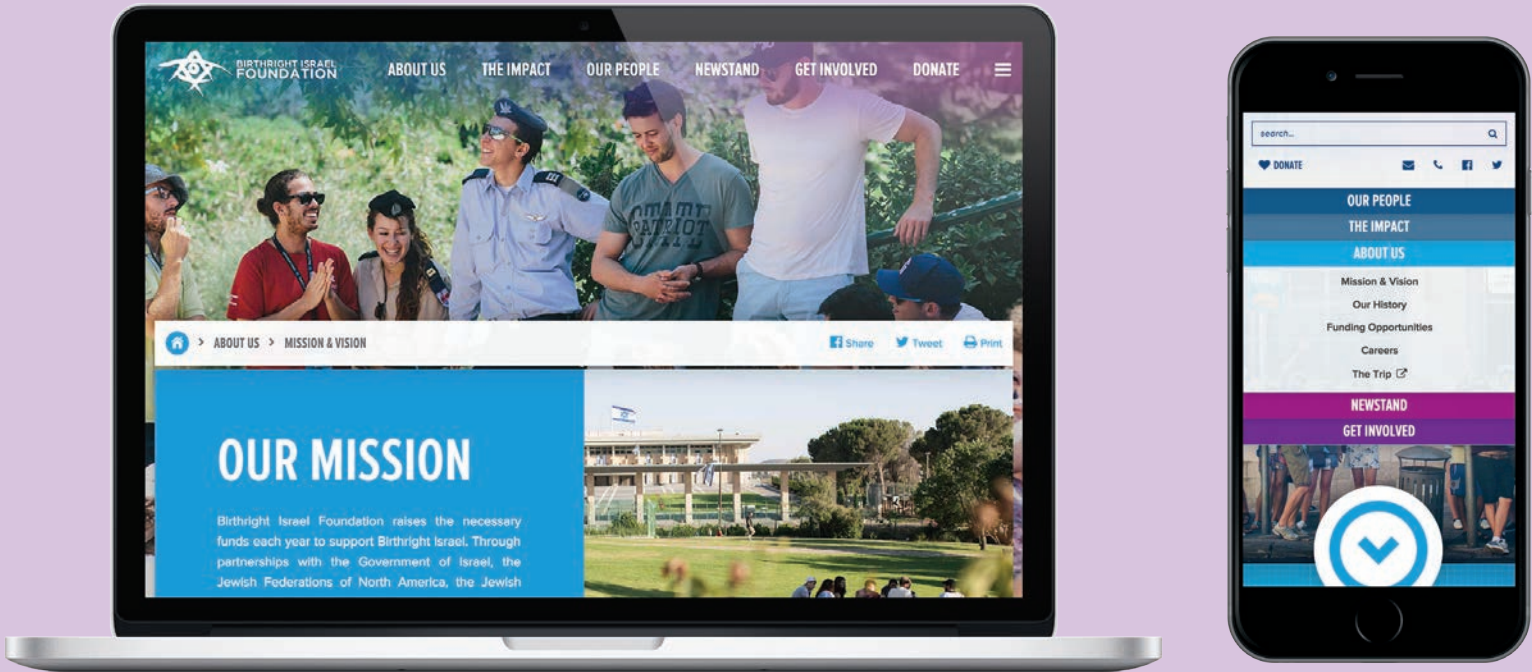 BIRTHRIGHT ISRAEL
FOUNDATION
ABOUT US
THE IMPACT
OUR PEOPLE
NEWSTAND
GET INVOLVED
DONATE
STATE
PATRIOT
> ABOUT US > MISSION & VISION
Share
Tweet
Print
OUR MISSION
Birthright Israel Foundation raises the necessary
funds each year to support Birthright Israel. Through
partnerships with the Government of Israel, the
Jewish Federations of North America, the Jewish
search...
DONATE
OUR PEOPLE
THE IMPACT
ABOUT US
Mission & Vision
Our History
Funding Opportunities
Careers
The Trip
NEWSTAND
GET INVOLVED